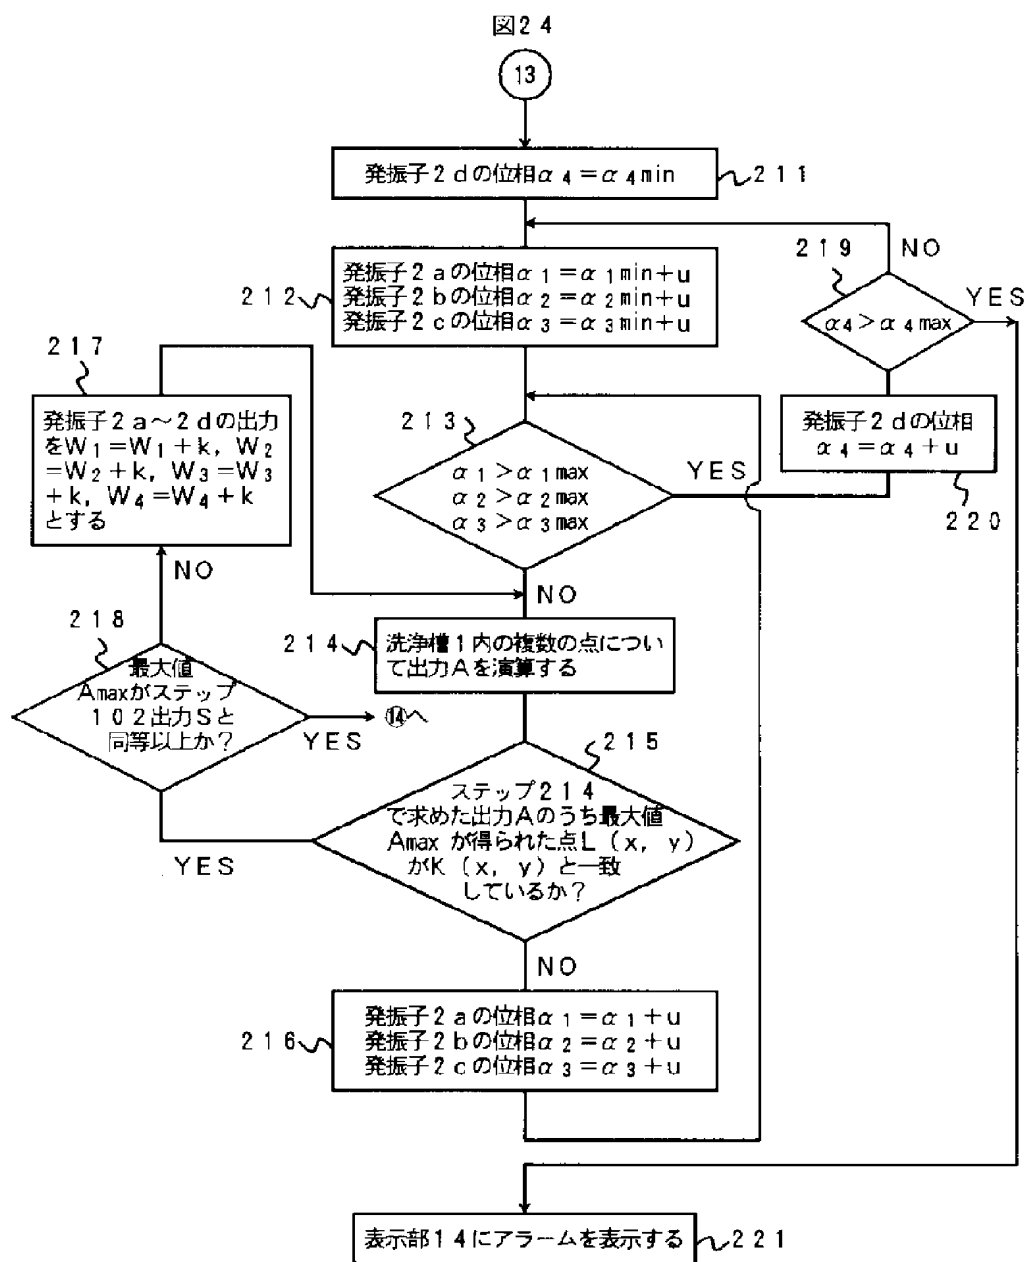 図24
13
発振子2dの位相α4=α4min
211
発振子2aの位相α1=α1min+u
発振子2bの位相α2=α2min+u
発振子2cの位相α3=α3min+u
212
219
NO
YES
α4>α4max
217
発振子2a~2dの出力
をW1=W1+k, W2
=W2+k, W3=W3
+k, W4=W4+k
とする
213
α1>α1max
α2>α2max
α3>α3max
YES
発振子2dの位相
α4=α4+u
220
NO
NO
218
最大値
Amaxがステップ
102出力Sと
同等以上か?
YES
⑭へ
214
洗浄槽1内の複数の点につい
て出力Aを演算する
215
ステップ214
で求めた出力Aのうち最大値
Amaxが得られた点L(x, y)
がK(x, y)と一致
しているか?
YES
NO
216
発振子2aの位相α1=α1+u
発振子2bの位相α2=α2+u
発振子2cの位相α3=α3+u
表示部14にアラームを表示する
221